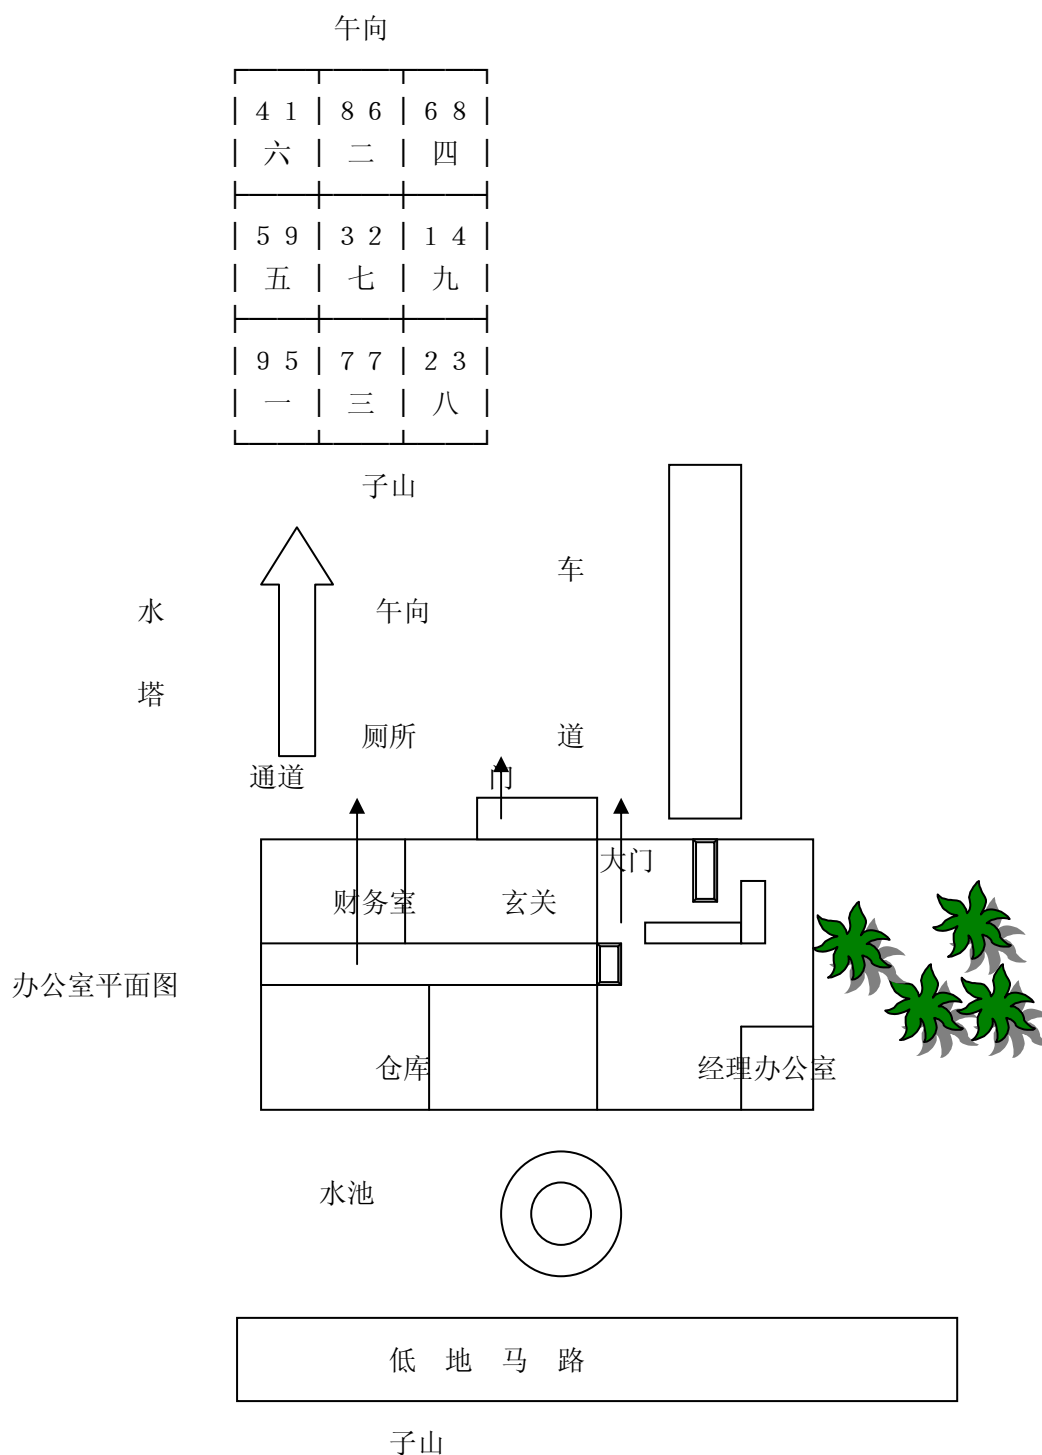 午向
4 1 8 6 6 8
六 二 四
5 9 3 2 1 4
五 七 九
9 5 7 7 2 3
一 三 八
子山
车
水 午向
塔
厕所 道
通道 门
大门
财务室 玄关
办公室平面图
仓库 经理办公室
水池
低 地 马 路
子山